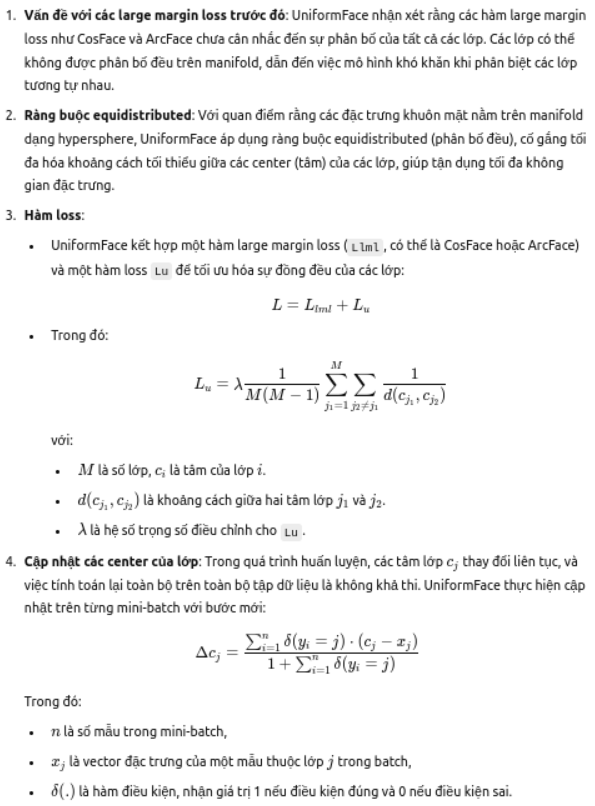 1. Vấn đề với các large margin loss trước đó: UniformFace nhận xét rằng các hàm large margin
loss như CosFace và ArcFace chưa cân nhắc đến sự phân bố của tất cả các lớp. Các lớp có thể
không được phân bố đều trên manifold, dẫn đến việc mô hình khó khăn khi phân biệt các lớp
tương tự nhau.
2. Ràng buộc equidistributed: Với quan điểm rằng các đặc trưng khuôn mặt nằm trên manifold
dạng hypersphere, UniformFace áp dụng ràng buộc equidistributed (phân bố đều), cố gắng tối
đa hóa khoảng cách tối thiểu giữa các center (tâm) của các lớp, giúp tận dụng tối đa không
gian đặc trưng.
3. Hàm loss:
• UniformFace kết hợp một hàm large margin loss ( Llml , có thể là CosFace hoặc ArcFace)
và một hàm loss Lu để tối ưu hóa sự đồng đều của các lớp:
L = L_{lml} + L_u
• Trong đó:
L_u = λ \frac{1}{M(M − 1)} \sum_{j_1=1}^{M} \sum_{j_2≠j_1} \frac{1}{d(c_{j_1}, c_{j_2})}
với:
• M là số lớp, c_i là tâm của lớp i.
• d(c_{j_1}, c_{j_2}) là khoảng cách giữa hai tâm lớp j_1 và j_2.
• λ là hệ số trọng số điều chỉnh cho Lu .
4. Cập nhật các center của lớp: Trong quá trình huấn luyện, các tâm lớp c_j thay đổi liên tục, và
việc tính toán lại toàn bộ trên toàn bộ tập dữ liệu là không khả thi. UniformFace thực hiện cập
nhật trên từng mini-batch với bước mới:
Δc_j = \frac{\sum_{i=1}^{n} δ(y_i = j) · (c_j − x_j)}{1 + \sum_{i=1}^{n} δ(y_i = j)}
Trong đó:
• n là số mẫu trong mini-batch,
• x_j là vector đặc trưng của một mẫu thuộc lớp j trong batch,
• δ(.) là hàm điều kiện, nhận giá trị 1 nếu điều kiện đúng và 0 nếu điều kiện sai.